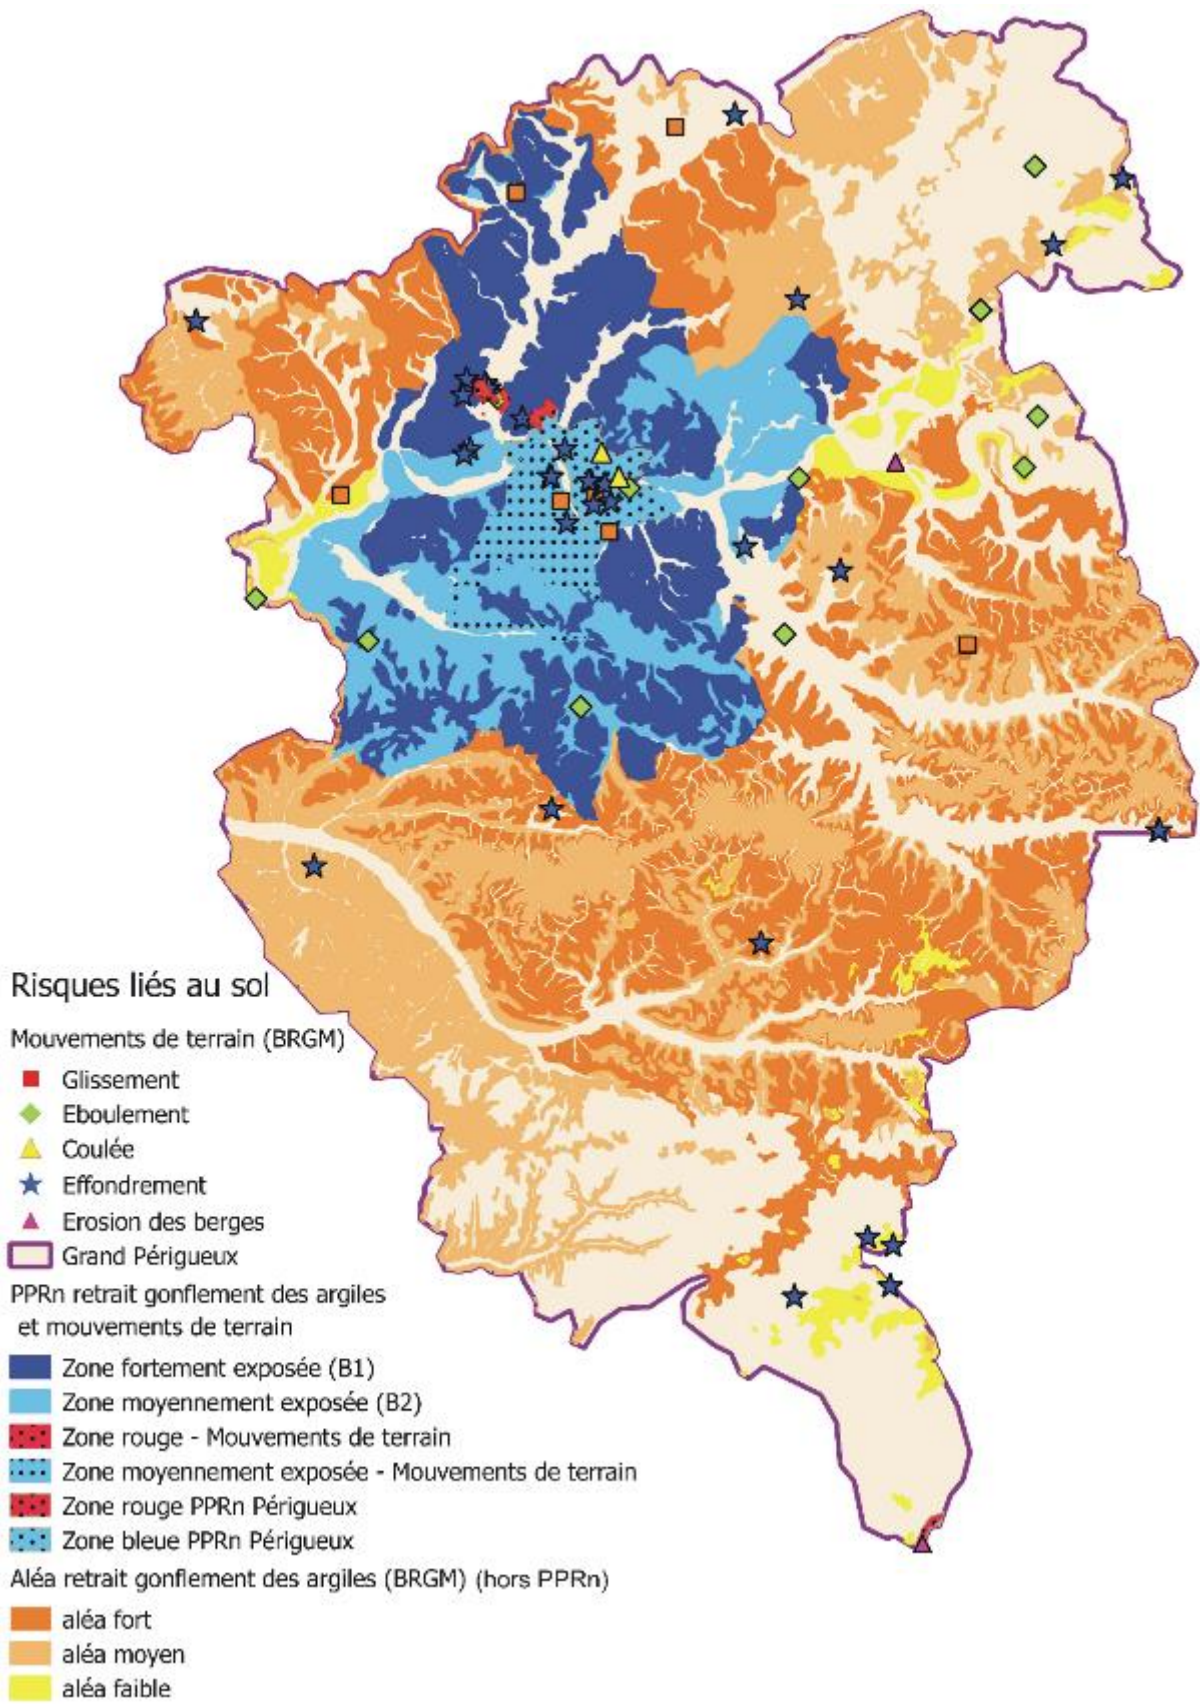 Risques liés au sol
Mouvements de terrain (BRGM)
Glissement
Eboulement
Coulée
Effondrement
Erosion des berges
Grand Périgueux
PPRn retrait gonflement des argiles
et mouvements de terrain
Zone fortement exposée (B1)
Zone moyennement exposée (B2)
Zone rouge - Mouvements de terrain
Zone moyennement exposée - Mouvements de terrain
Zone rouge PPRn Périgueux
Zone bleue PPRn Périgueux
Aléa retrait gonflement des argiles (BRGM) (hors PPRn)
aléa fort
aléa moyen
aléa faible